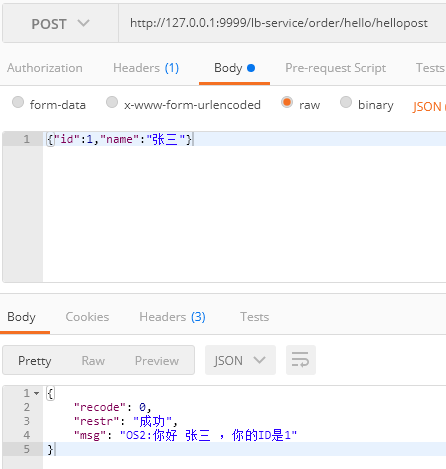 POST http://127.0.0.1:9999/lb-service/order/hello/hellopost
Authorization Headers (1) Body Pre-request Script Tests
form-data x-www-form-urlencoded raw binary JSON
1 {"id":1,"name":"张三"}
Body Cookies Headers (3) Tests
Pretty Raw Preview JSON
1 {
2 "recode": 0,
3 "restr": "成功",
4 "msg": "OS2:你好 张三 ，你的ID是1"
5 }